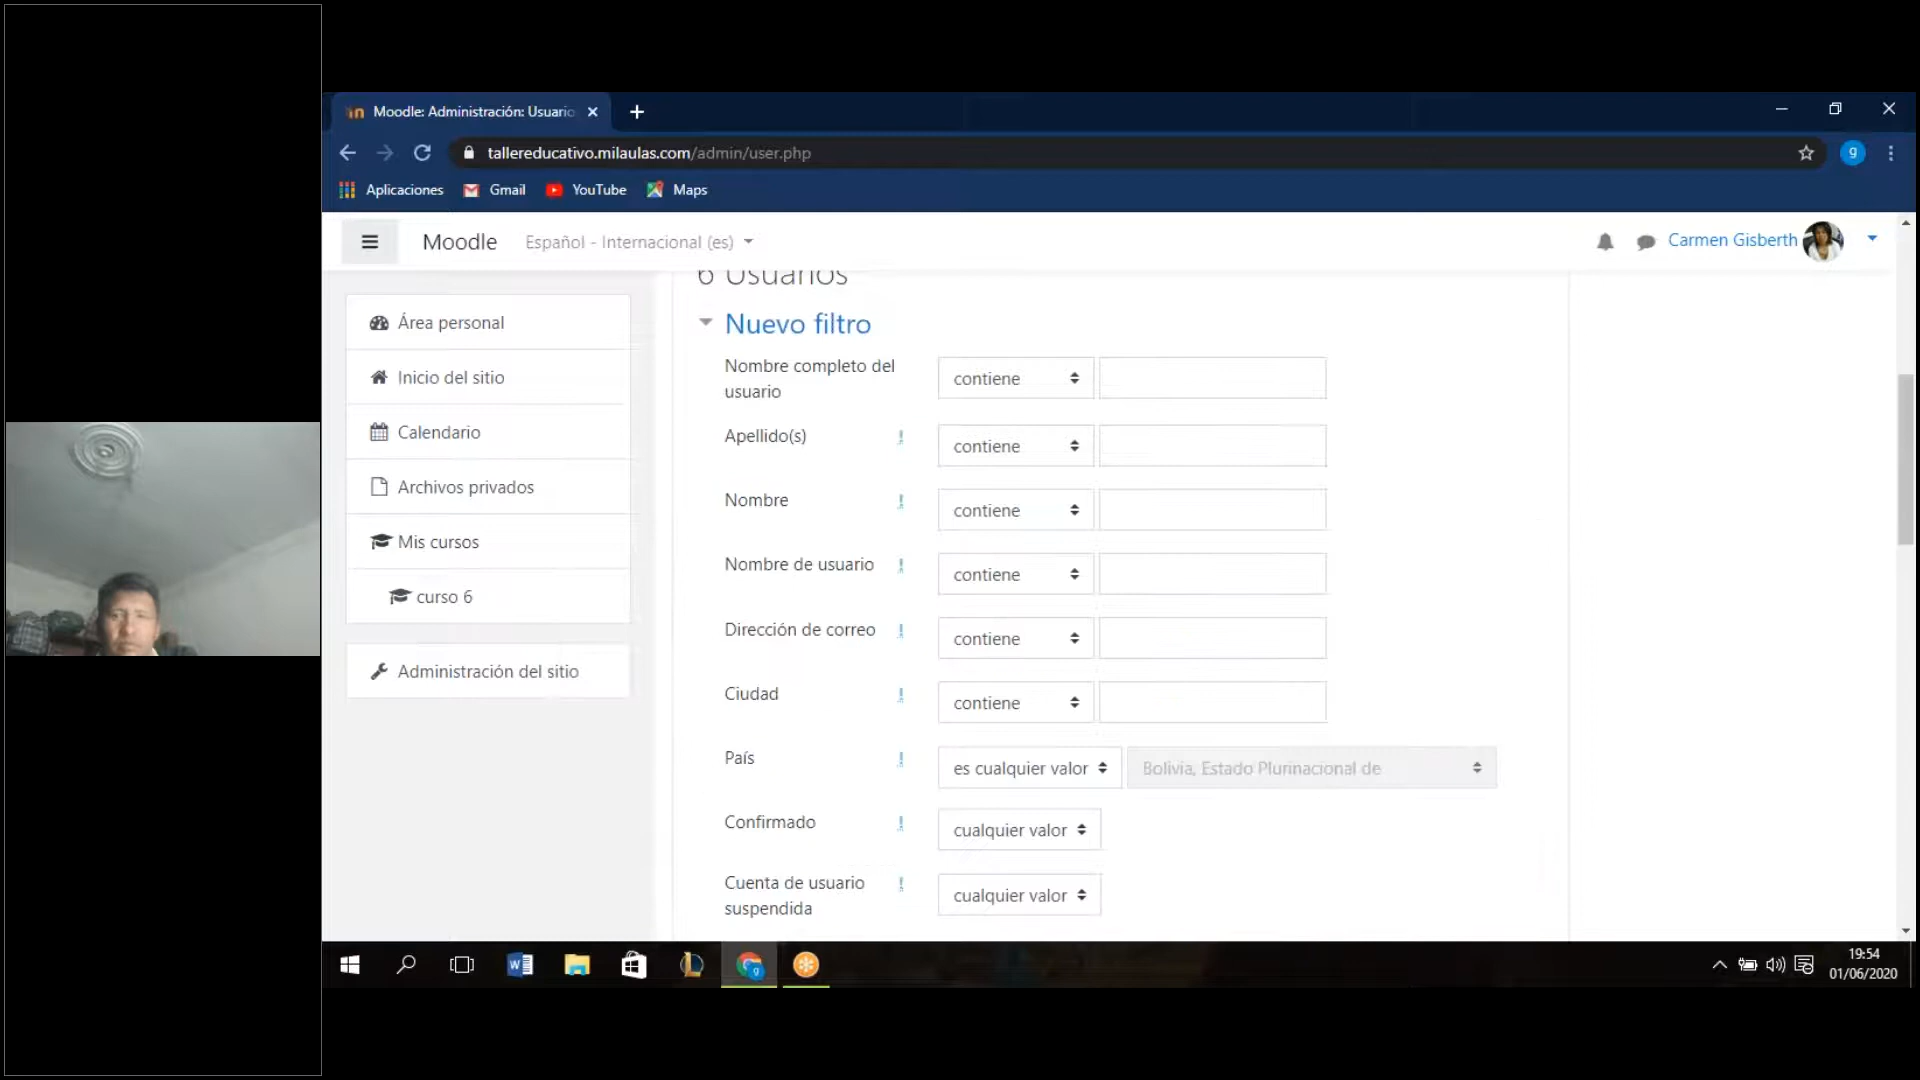 Moodle: Administración: Usuario
tallereducativo.milaulas.com/admin/user.php
g
Aplicaciones
Gmail
YouTube
Maps
Moodle
Español - Internacional (es)
Carmen Gisberth
6 Usuarios
Área personal
Inicio del sitio
Calendario
Archivos privados
Mis cursos
curso 6
Administración del sitio
Nuevo filtro
Nombre completo del
usuario
contiene
Apellido(s)
contiene
Nombre
contiene
Nombre de usuario
contiene
Dirección de correo
contiene
Ciudad
contiene
País
es cualquier valor
Bolivia, Estado Plurinacional de
Confirmado
cualquier valor
Cuenta de usuario
suspendida
cualquier valor
19:54
01/06/2020